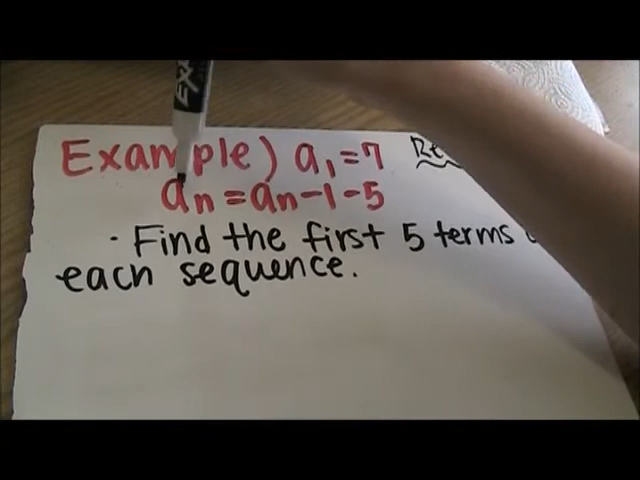 Example) a₁=7
an=an-1-5
· Find the first 5 terms
each sequence.